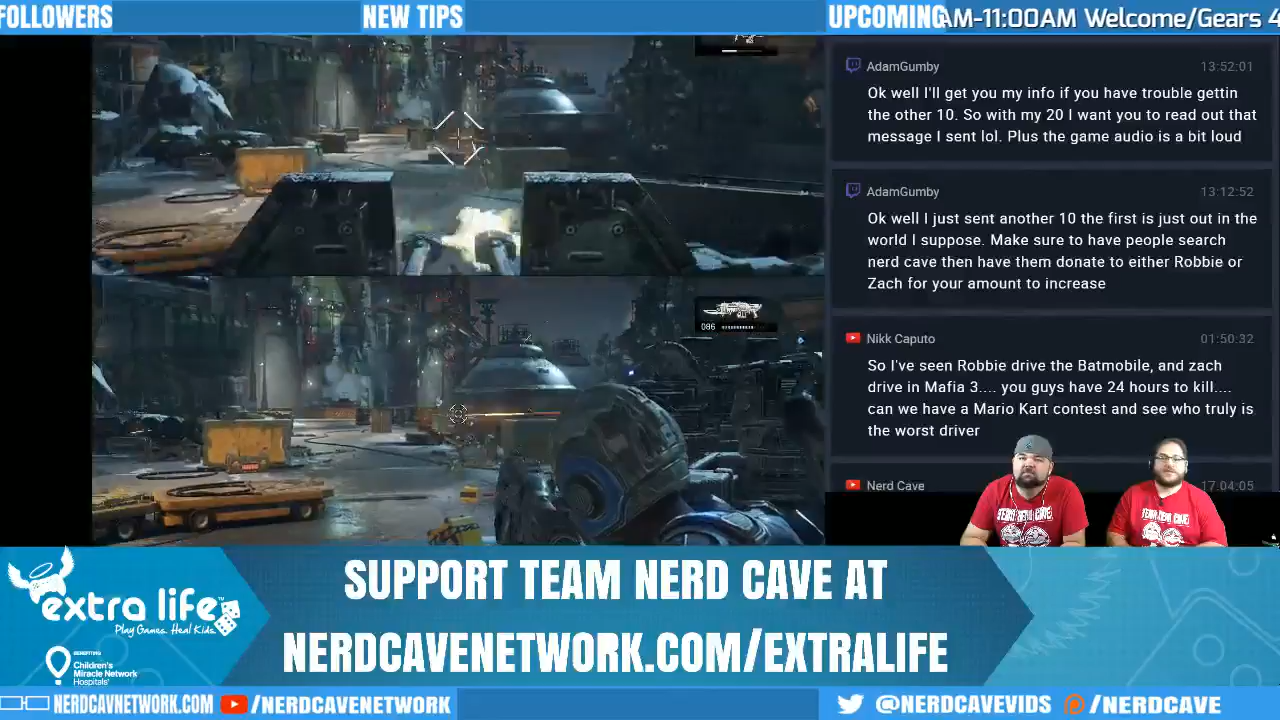 FOLLOWERS
NEW TIPS
UPCOMING
AM-11:00AM Welcome/Gears 4
AdamGumby 13:52:01
Ok well I'll get you my info if you have trouble gettin
the other 10. So with my 20 I want you to read out that
message I sent lol. Plus the game audio is a bit loud
AdamGumby 13:12:52
Ok well I just sent another 10 the first is just out in the
world I suppose. Make sure to have people search
nerd cave then have them donate to either Robbie or
Zach for your amount to increase
Nikk Caputo 01:50:32
So I've seen Robbie drive the Batmobile, and zach
drive in Mafia 3.... you guys have 24 hours to kill....
can we have a Mario Kart contest and see who truly is
the worst driver
Nerd Cave 17:04:05
086
TEAM NERD CAVE
TEAM NERD CAVE
extra life
Play Games. Heal Kids.
BENEFITING
Children's
Miracle Network
Hospitals
SUPPORT TEAM NERD CAVE AT
NERDCAVENETWORK.COM/EXTRALIFE
NERDCAVENETWORK.COM
/NERDCAVENETWORK
@NERDCAVEVIDS
/NERDCAVE